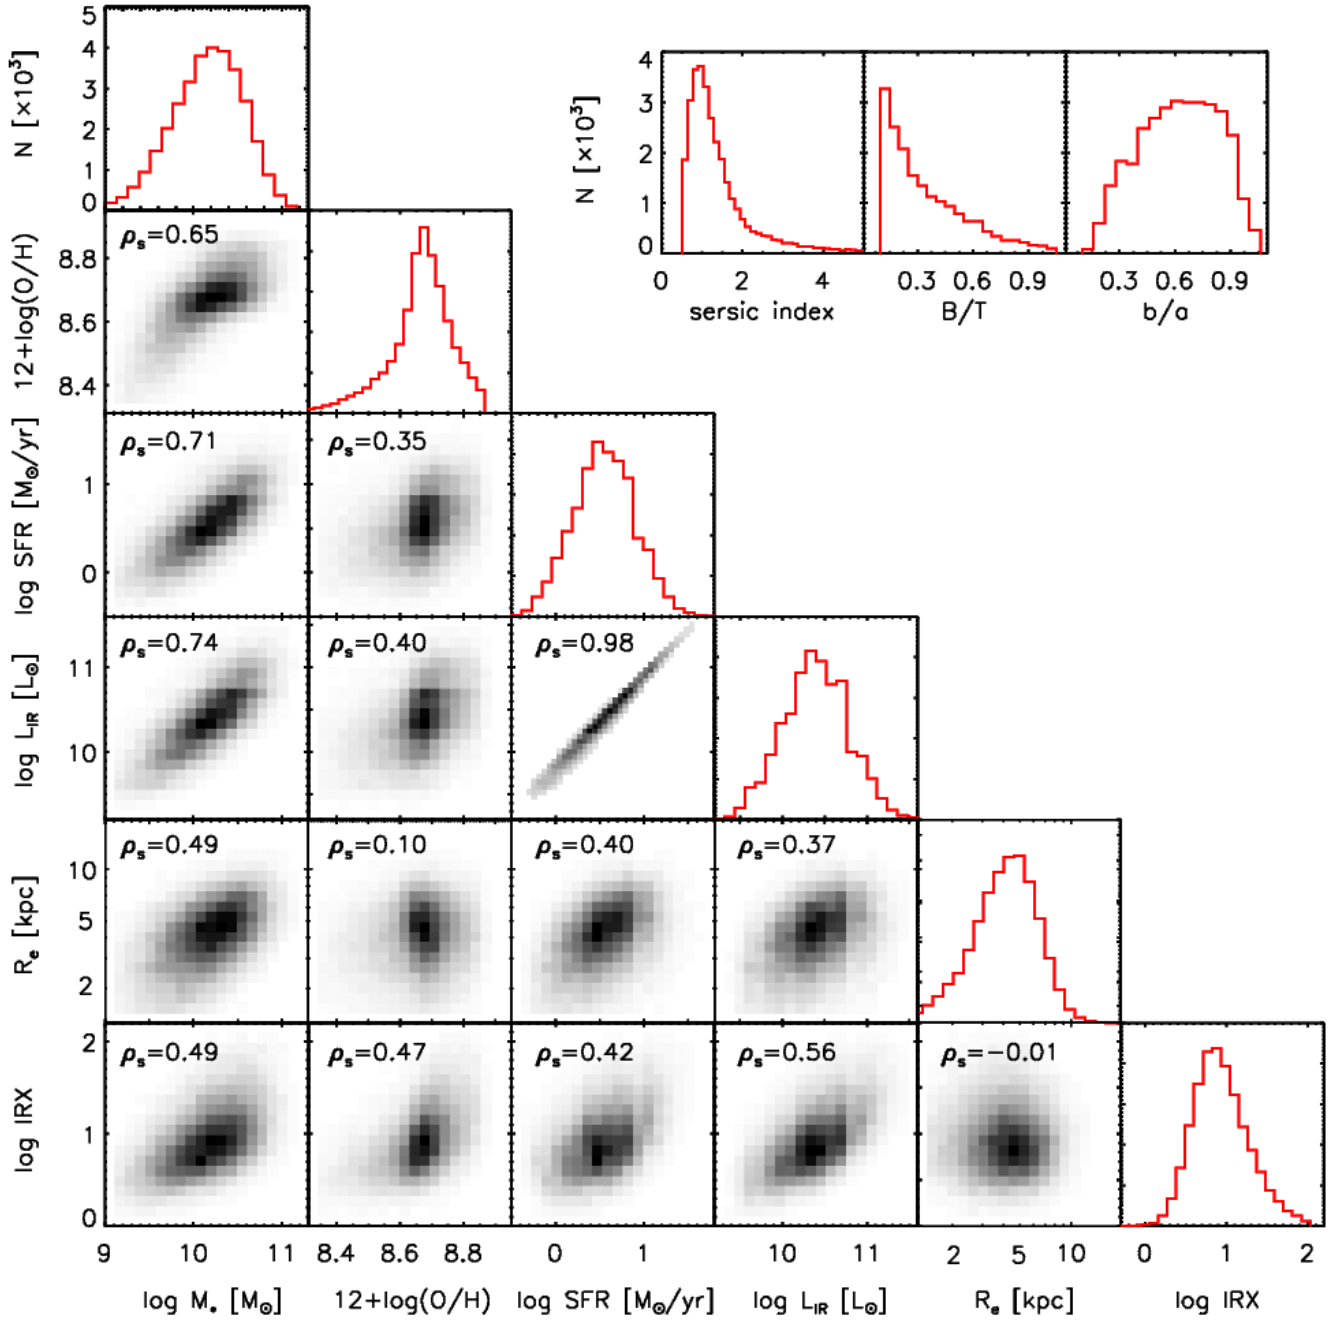 5
4
3
2
1
0
N [×10³]
4
3
2
1
0
N [×10³]
0 2 4
sersic index
0.3 0.6 0.9
B/T
0.3 0.6 0.9
b/a
ρs=0.65
8.8
8.6
8.4
12+log(O/H)
ρs=0.71 ρs=0.35
1
0
log SFR [M⊙/yr]
ρs=0.74 ρs=0.40 ρs=0.98
11
10
log LIR [L⊙]
ρs=0.49 ρs=0.10 ρs=0.40 ρs=0.37
10
5
2
Re [kpc]
ρs=0.49 ρs=0.47 ρs=0.42 ρs=0.56 ρs=−0.01
2
1
0
log IRX
9 10 11 8.4 8.6 8.8 0 1 10 11 2 5 10 0 1 2
log M* [M⊙] 12+log(O/H) log SFR [M⊙/yr] log LIR [L⊙] Re [kpc] log IRX